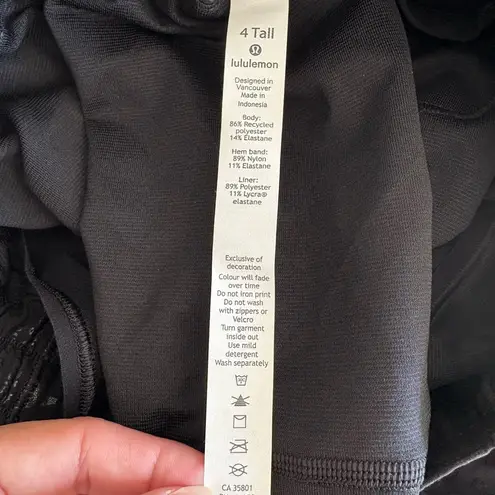 4 Tall
lululemon
Designed in
Vancouver
Made in
Indonesia
Body:
86% Recycled
polyester
14% Elastane
Hem band:
89% Nylon
11% Elastane
Liner:
89% Polyester
11% Lycra®
elastane
Exclusive of
decoration
Colour will fade
over time
Do not iron print
Do not wash
with zippers or
Velcro
Turn garment
inside out
Use mild
detergent
Wash separately
CA 35801